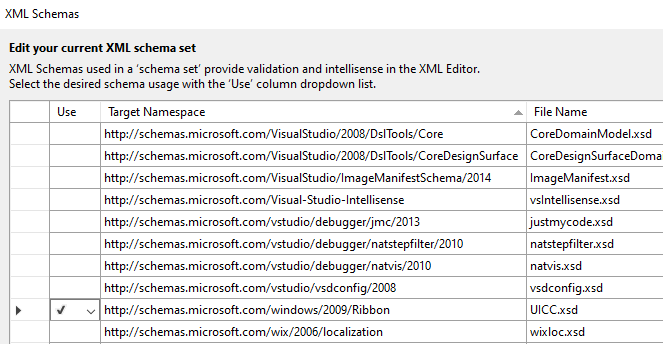 XML Schemas
Edit your current XML schema set
XML Schemas used in a 'schema set' provide validation and intellisense in the XML Editor.
Select the desired schema usage with the 'Use' column dropdown list.
Use Target Namespace File Name
http://schemas.microsoft.com/VisualStudio/2008/DslTools/Core CoreDomainModel.xsd
http://schemas.microsoft.com/VisualStudio/2008/DslTools/CoreDesignSurface CoreDesignSurfaceDoma
http://schemas.microsoft.com/VisualStudio/ImageManifestSchema/2014 ImageManifest.xsd
http://schemas.microsoft.com/Visual-Studio-Intellisense vsIntellisense.xsd
http://schemas.microsoft.com/vstudio/debugger/jmc/2013 justmycode.xsd
http://schemas.microsoft.com/vstudio/debugger/natstepfilter/2010 natstepfilter.xsd
http://schemas.microsoft.com/vstudio/debugger/natvis/2010 natvis.xsd
http://schemas.microsoft.com/vstudio/vsdconfig/2008 vsdconfig.xsd
http://schemas.microsoft.com/windows/2009/Ribbon UICC.xsd
http://schemas.microsoft.com/wix/2006/localization wixloc.xsd